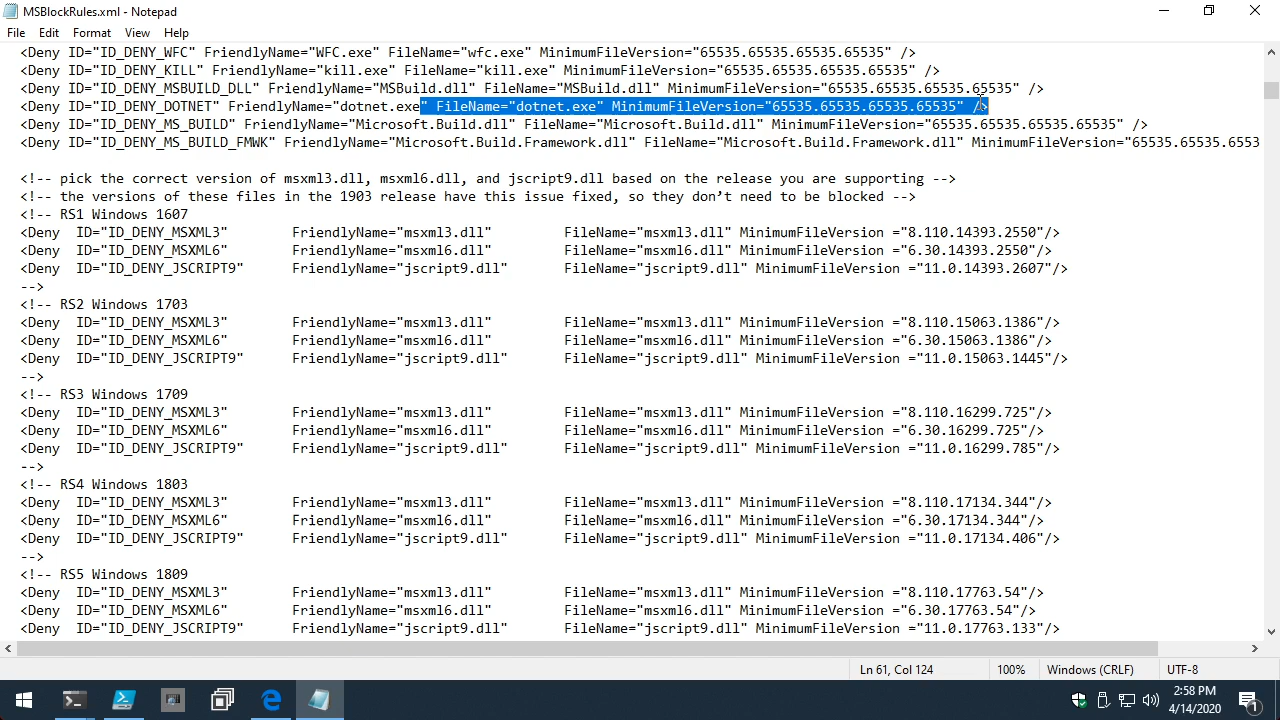 MSBlockRules.xml - Notepad
File Edit Format View Help
<Deny ID="ID_DENY_WFC" FriendlyName="WFC.exe" FileName="wfc.exe" MinimumFileVersion="65535.65535.65535.65535" />
<Deny ID="ID_DENY_KILL" FriendlyName="kill.exe" FileName="kill.exe" MinimumFileVersion="65535.65535.65535.65535" />
<Deny ID="ID_DENY_MSBUILD_DLL" FriendlyName="MSBuild.dll" FileName="MSBuild.dll" MinimumFileVersion="65535.65535.65535.65535" />
<Deny ID="ID_DENY_DOTNET" FriendlyName="dotnet.exe" FileName="dotnet.exe" MinimumFileVersion="65535.65535.65535.65535" />
<Deny ID="ID_DENY_MS_BUILD" FriendlyName="Microsoft.Build.dll" FileName="Microsoft.Build.dll" MinimumFileVersion="65535.65535.65535.65535" />
<Deny ID="ID_DENY_MS_BUILD_FMWK" FriendlyName="Microsoft.Build.Framework.dll" FileName="Microsoft.Build.Framework.dll" MinimumFileVersion="65535.65535.6553
<!-- pick the correct version of msxml3.dll, msxml6.dll, and jscript9.dll based on the release you are supporting -->
<!-- the versions of these files in the 1903 release have this issue fixed, so they don’t need to be blocked -->
<!-- RS1 Windows 1607
<Deny ID="ID_DENY_MSXML3" FriendlyName="msxml3.dll" FileName="msxml3.dll" MinimumFileVersion ="8.110.14393.2550"/>
<Deny ID="ID_DENY_MSXML6" FriendlyName="msxml6.dll" FileName="msxml6.dll" MinimumFileVersion ="6.30.14393.2550"/>
<Deny ID="ID_DENY_JSCRIPT9" FriendlyName="jscript9.dll" FileName="jscript9.dll" MinimumFileVersion ="11.0.14393.2607"/>
-->
<!-- RS2 Windows 1703
<Deny ID="ID_DENY_MSXML3" FriendlyName="msxml3.dll" FileName="msxml3.dll" MinimumFileVersion ="8.110.15063.1386"/>
<Deny ID="ID_DENY_MSXML6" FriendlyName="msxml6.dll" FileName="msxml6.dll" MinimumFileVersion ="6.30.15063.1386"/>
<Deny ID="ID_DENY_JSCRIPT9" FriendlyName="jscript9.dll" FileName="jscript9.dll" MinimumFileVersion ="11.0.15063.1445"/>
-->
<!-- RS3 Windows 1709
<Deny ID="ID_DENY_MSXML3" FriendlyName="msxml3.dll" FileName="msxml3.dll" MinimumFileVersion ="8.110.16299.725"/>
<Deny ID="ID_DENY_MSXML6" FriendlyName="msxml6.dll" FileName="msxml6.dll" MinimumFileVersion ="6.30.16299.725"/>
<Deny ID="ID_DENY_JSCRIPT9" FriendlyName="jscript9.dll" FileName="jscript9.dll" MinimumFileVersion ="11.0.16299.785"/>
-->
<!-- RS4 Windows 1803
<Deny ID="ID_DENY_MSXML3" FriendlyName="msxml3.dll" FileName="msxml3.dll" MinimumFileVersion ="8.110.17134.344"/>
<Deny ID="ID_DENY_MSXML6" FriendlyName="msxml6.dll" FileName="msxml6.dll" MinimumFileVersion ="6.30.17134.344"/>
<Deny ID="ID_DENY_JSCRIPT9" FriendlyName="jscript9.dll" FileName="jscript9.dll" MinimumFileVersion ="11.0.17134.406"/>
-->
<!-- RS5 Windows 1809
<Deny ID="ID_DENY_MSXML3" FriendlyName="msxml3.dll" FileName="msxml3.dll" MinimumFileVersion ="8.110.17763.54"/>
<Deny ID="ID_DENY_MSXML6" FriendlyName="msxml6.dll" FileName="msxml6.dll" MinimumFileVersion ="6.30.17763.54"/>
<Deny ID="ID_DENY_JSCRIPT9" FriendlyName="jscript9.dll" FileName="jscript9.dll" MinimumFileVersion ="11.0.17763.133"/>
Ln 61, Col 124 100% Windows (CRLF) UTF-8
2:58 PM
4/14/2020
1